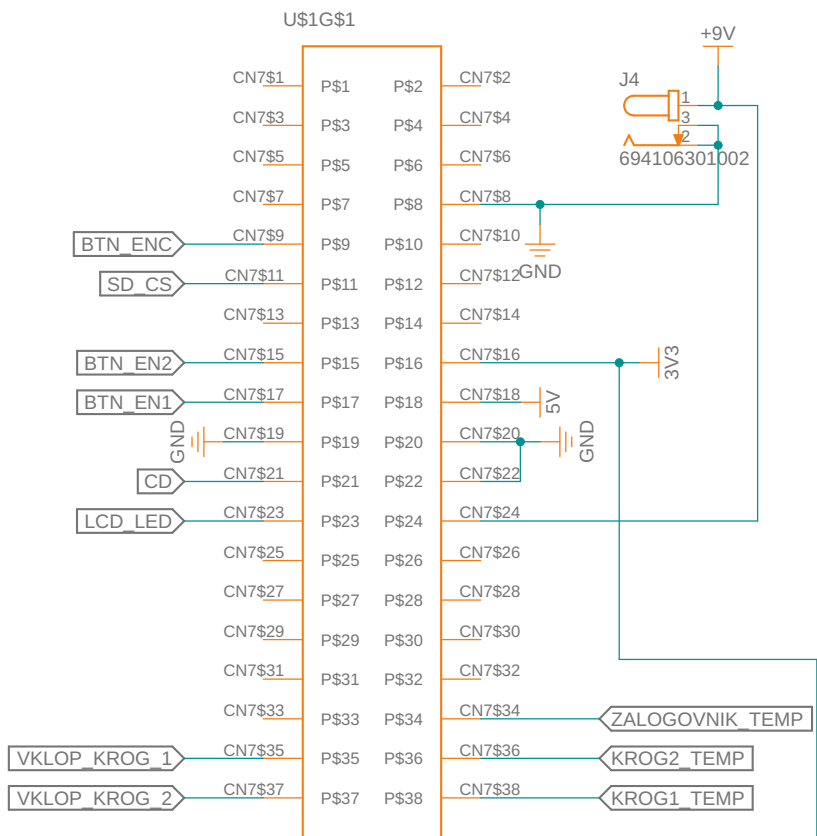 U$1G$1
+9V
J4
1
3
2
694106301002
CN7$1 P$1 P$2 CN7$2
CN7$3 P$3 P$4 CN7$4
CN7$5 P$5 P$6 CN7$6
CN7$7 P$7 P$8 CN7$8
BTN_ENC CN7$9 P$9 P$10 CN7$10
GND
SD_CS CN7$11 P$11 P$12 CN7$12
CN7$13 P$13 P$14 CN7$14
BTN_EN2 CN7$15 P$15 P$16 CN7$16 3V3
BTN_EN1 CN7$17 P$17 P$18 CN7$18 5V
GND CN7$19 P$19 P$20 CN7$20 GND
CD CN7$21 P$21 P$22 CN7$22
LCD_LED CN7$23 P$23 P$24 CN7$24
CN7$25 P$25 P$26 CN7$26
CN7$27 P$27 P$28 CN7$28
CN7$29 P$29 P$30 CN7$30
CN7$31 P$31 P$32 CN7$32
CN7$33 P$33 P$34 CN7$34 ZALOGOVNIK_TEMP
VKLOP_KROG_1 CN7$35 P$35 P$36 CN7$36 KROG2_TEMP
VKLOP_KROG_2 CN7$37 P$37 P$38 CN7$38 KROG1_TEMP